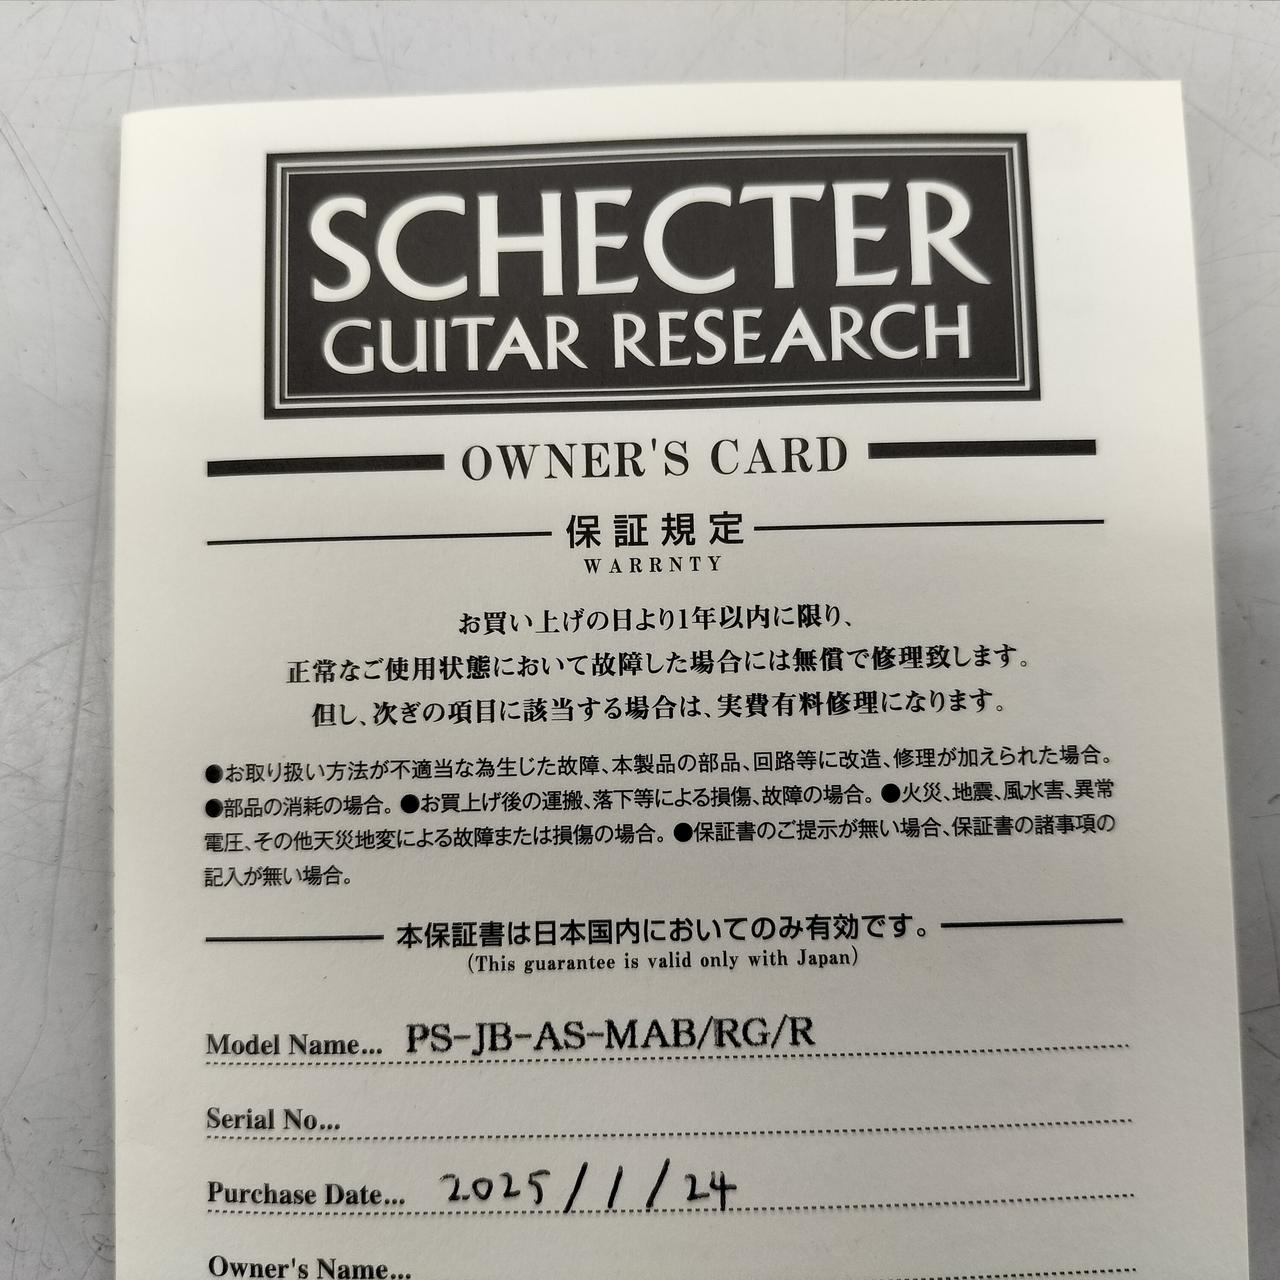 SCHECTER
GUITAR RESEARCH
OWNER'S CARD
保証規定
WARRNTY
お買い上げの日より1年以内に限り、
正常なご使用状態において故障した場合には無償で修理致します。
但し、次ぎの項目に該当する場合は、実費有料修理になります。
●お取り扱い方法が不適当な為生じた故障、本製品の部品、回路等に改造、修理が加えられた場合。
●部品の消耗の場合。●お買上げ後の運搬、落下等による損傷、故障の場合。●火災、地震、風水害、異常
電圧、その他天災地変による故障または損傷の場合。●保証書のご提示が無い場合、保証書の諸事項の
記入が無い場合。
本保証書は日本国内においてのみ有効です。
(This guarantee is valid only with Japan)
Model Name... PS-JB-AS-MAB/RG/R
Serial No...
Purchase Date... 2025/1/24
Owner's Name...